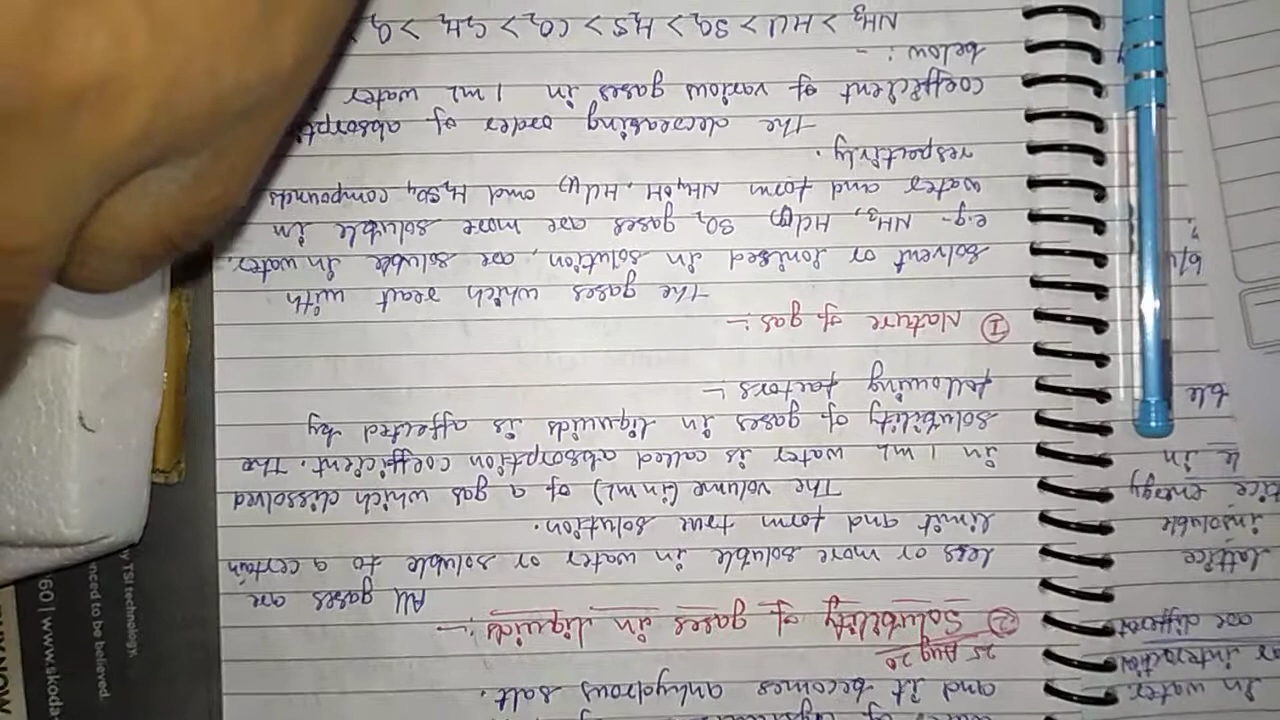 and it becomes anhydrous salt.
25 Aug 20
② Solubility of gases in liquids:-
All gases are
less or more soluble in water or soluble to a certain
limit and form true solution.
The volume (in mL) of a gas which dissolved
in 1 mL water is called absorption coefficient. The
solubility of gases in liquids is affected by
following factors :-
① Nature of gas :-
The gases which react with
solvent or Ionised in solution, are soluble in water.
e.g- NH₃, HCl(g) SO₂ gases are more soluble in
water and form NH₄OH, HCl(l) and H₂SO₄ compounds
respectively.
The decreasing order of absorpti
coefficient of various gases in 1 mL water
below :-
NH₃ > HCl > SO₂ > H₂S > CO₂ > C₂H₄ > O₂
in water
interaction
are different
lattice
insoluble
energy
in
ble
TSI technology.
nced to be believed.
60 | www.skoda-
KNOW